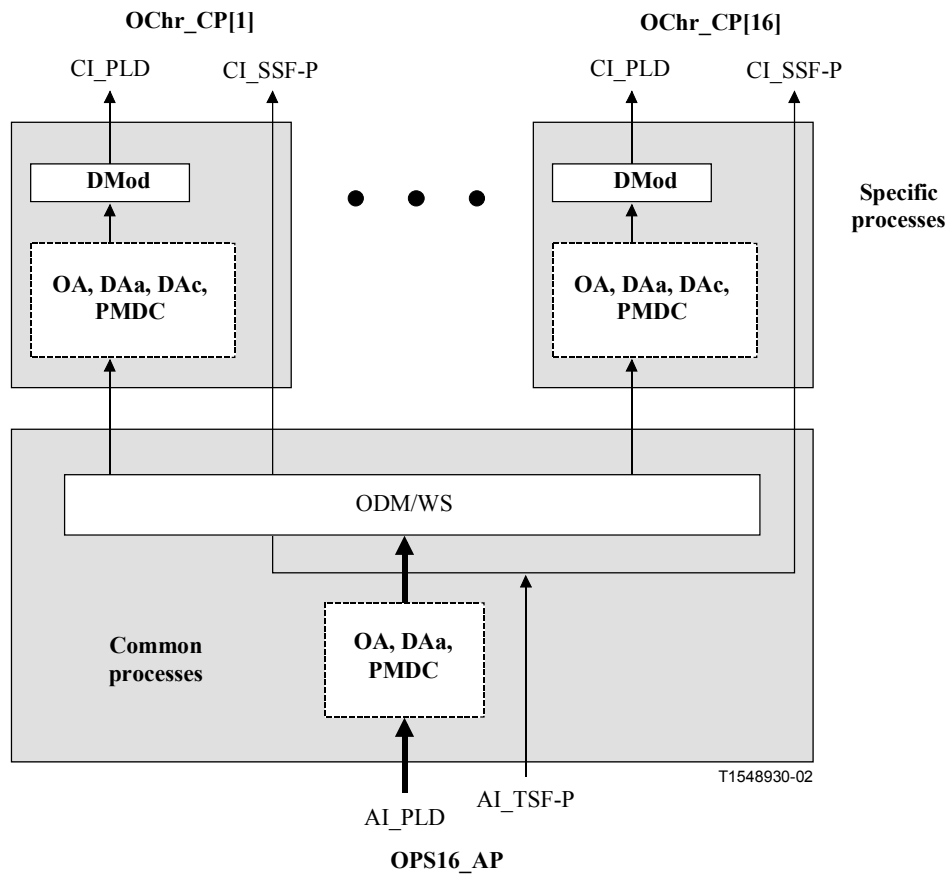 OChr_CP[1]
OChr_CP[16]
CI_PLD
CI_SSF-P
CI_PLD
CI_SSF-P
DMod
DMod
Specific
processes
OA, DAa, DAc,
PMDC
OA, DAa, DAc,
PMDC
ODM/WS
Common
processes
OA, DAa,
PMDC
T1548930-02
AI_PLD
AI_TSF-P
OPS16_AP